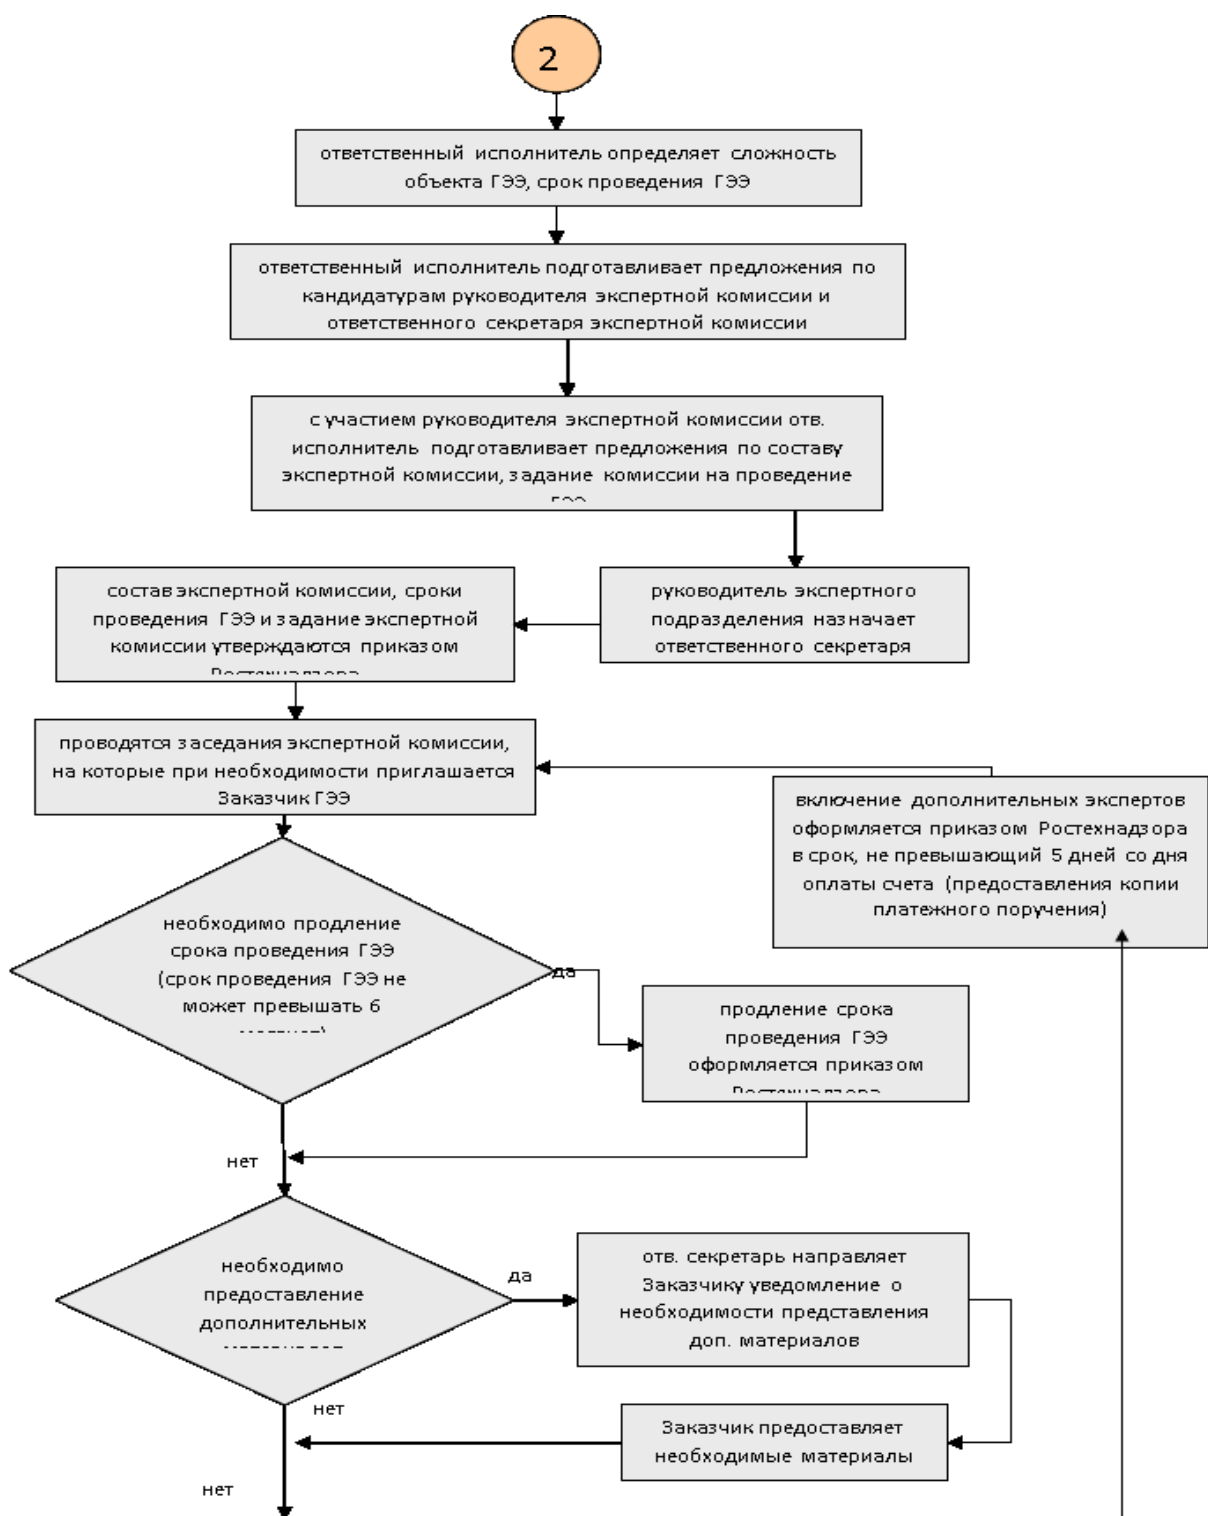 2
ответственный исполнитель определяет сложность
объекта ГЭЭ, срок проведения ГЭЭ
ответственный исполнитель подготавливает предложения по
кандидатурам руководителя экспертной комиссии и
ответственного секретаря экспертной комиссии
с участием руководителя экспертной комиссии отв.
исполнитель подготавливает предложения по составу
экспертной комиссии, задание комиссии на проведение
ГЭЭ
состав экспертной комиссии, сроки
проведения ГЭЭ и задание экспертной
комиссии утверждаются приказом
Ростехнадзора
руководитель экспертного
подразделения назначает
ответственного секретаря
проводятся заседания экспертной комиссии,
на которые при необходимости приглашается
Заказчик ГЭЭ
включение дополнительных экспертов
оформляется приказом Ростехнадзора
в срок, не превышающий 5 дней со дня
оплаты счета (предоставления копии
платежного поручения)
необходимо продление
срока проведения ГЭЭ
(срок проведения ГЭЭ не
может превышать 6
да
продление срока
проведения ГЭЭ
оформляется приказом
Ростехнадзора
нет
необходимо
предоставление
дополнительных
да
отв. секретарь направляет
Заказчику уведомление о
необходимости представления
доп. материалов
нет
Заказчик предоставляет
необходимые материалы
нет